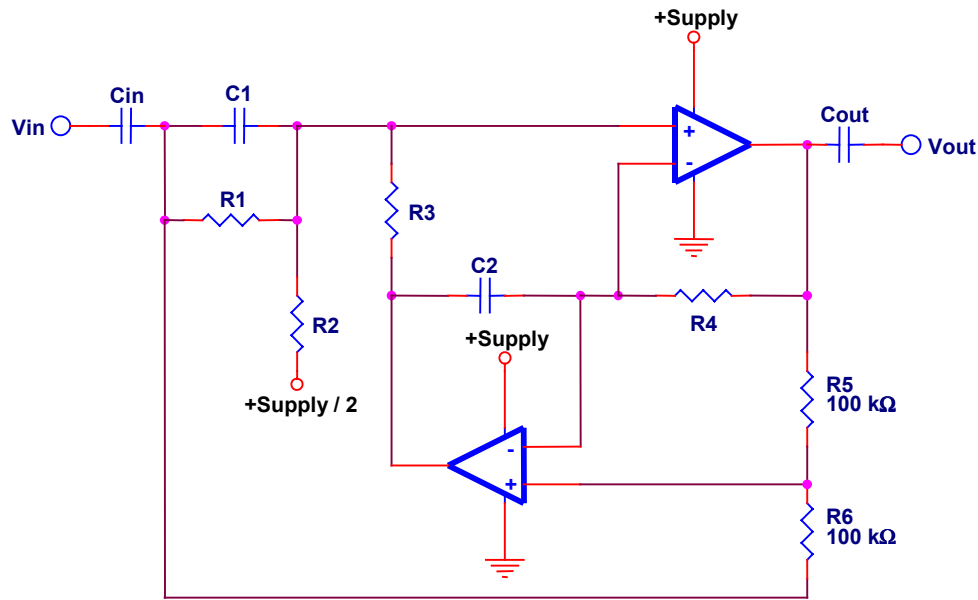 +Supply
Cin
C1
Cout
Vin
+
-
Vout
R1
R3
C2
R2
R4
+Supply
+Supply / 2
R5
100 kΩ
-
+
R6
100 kΩ